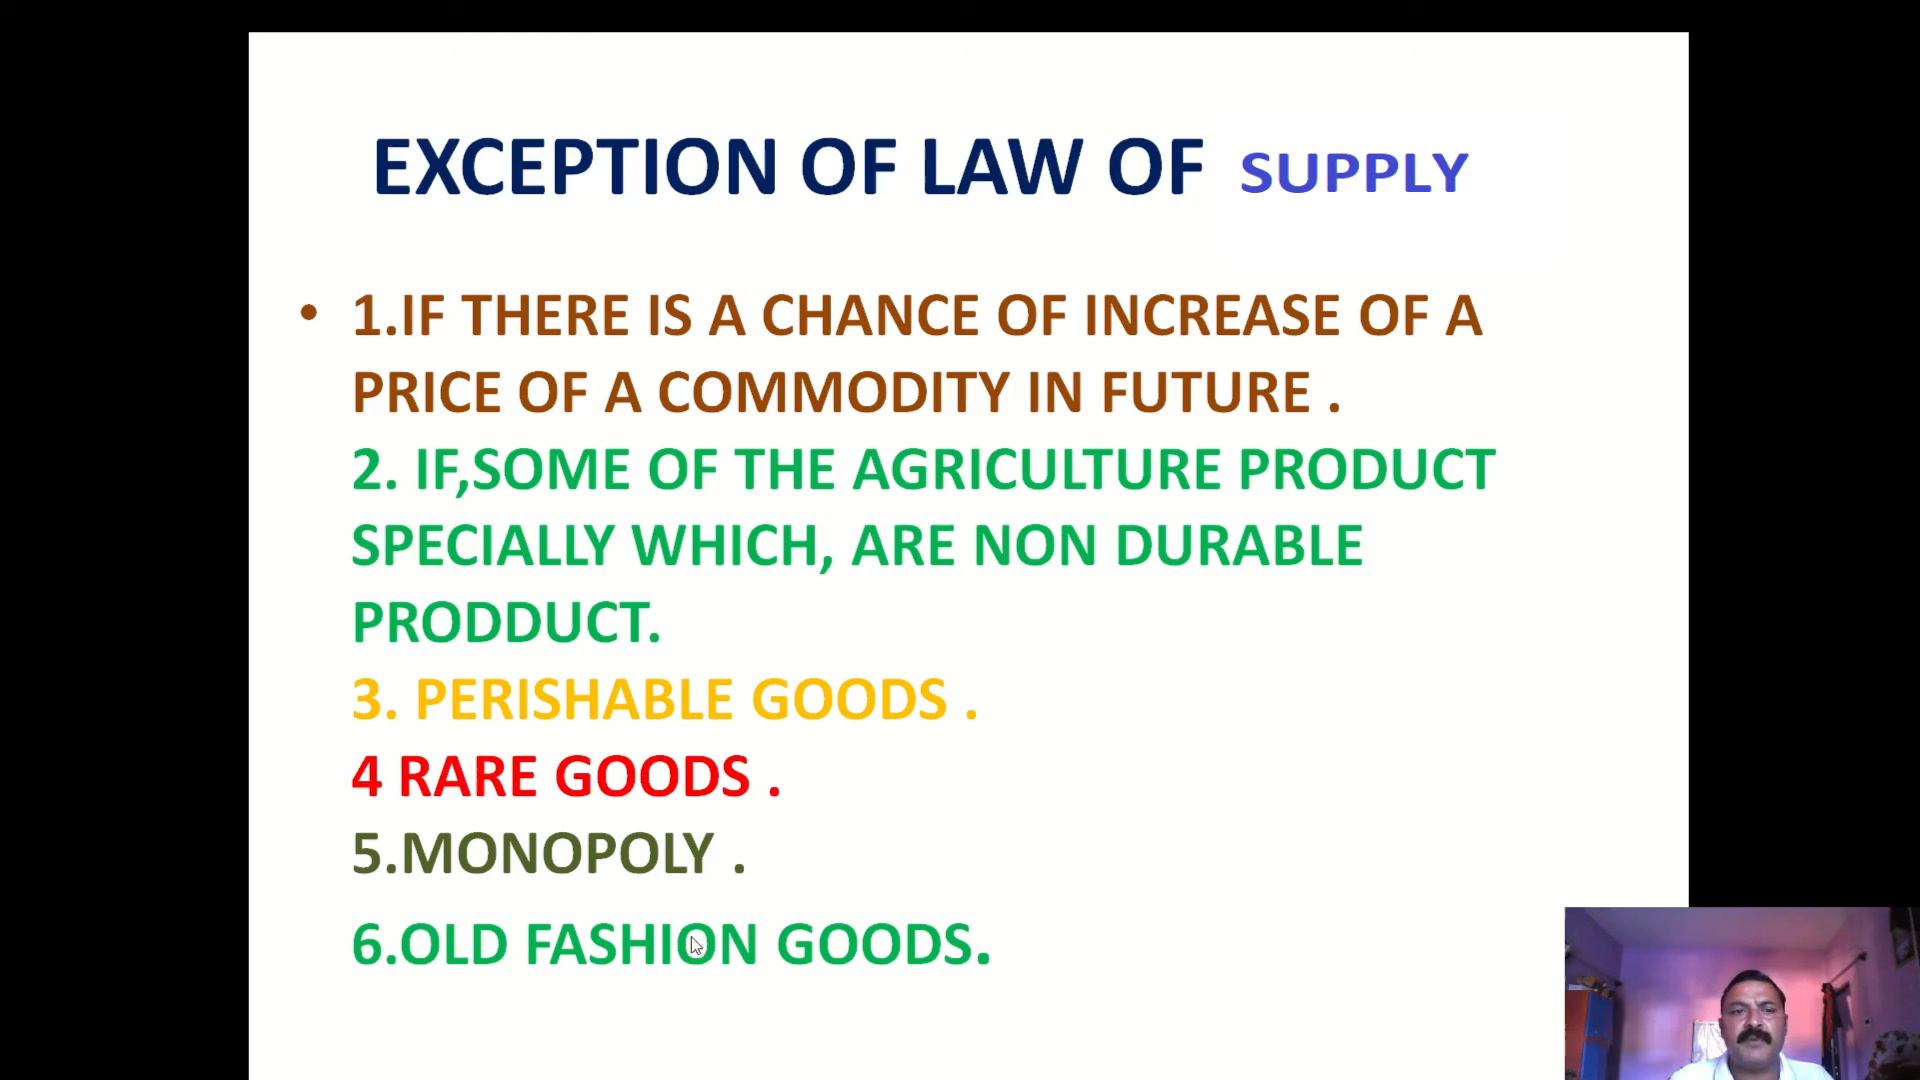 EXCEPTION OF LAW OF SUPPLY
• 1.IF THERE IS A CHANCE OF INCREASE OF A
PRICE OF A COMMODITY IN FUTURE .
2. IF,SOME OF THE AGRICULTURE PRODUCT
SPECIALLY WHICH, ARE NON DURABLE
PRODDUCT.
3. PERISHABLE GOODS .
4 RARE GOODS .
5.MONOPOLY .
6.OLD FASHION GOODS.